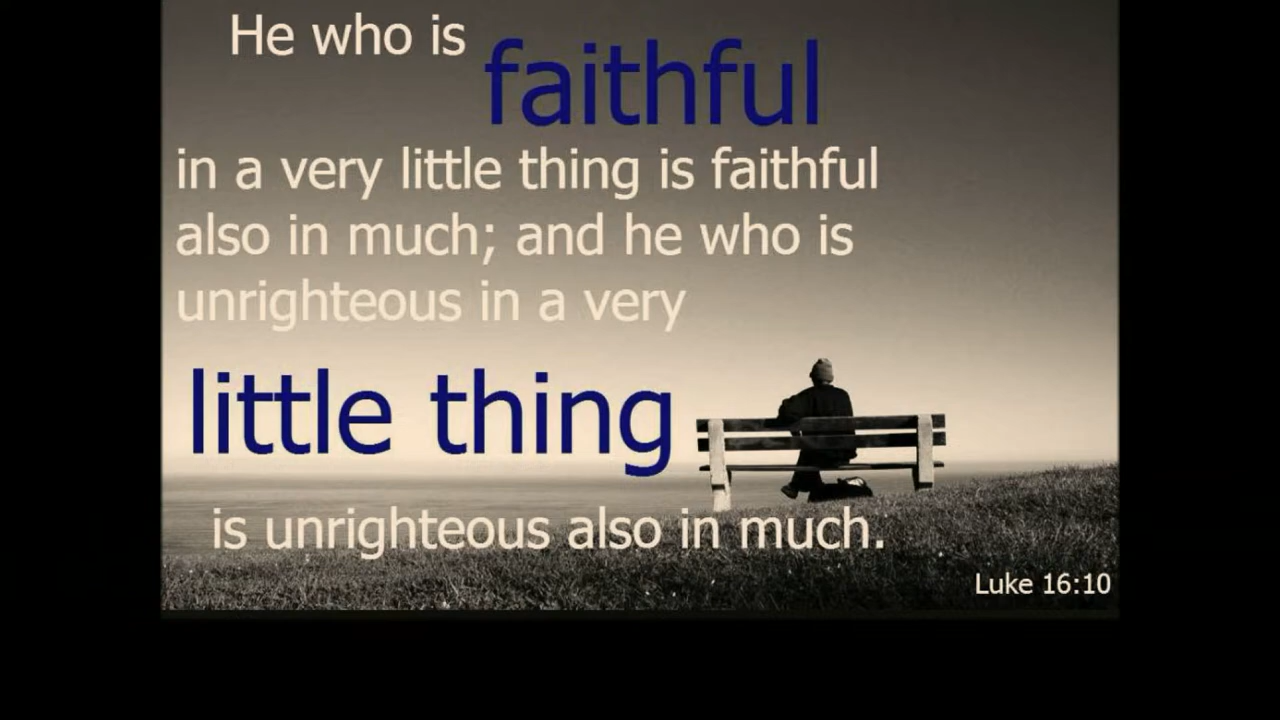 He who is faithful
in a very little thing is faithful
also in much; and he who is
unrighteous in a very
little thing
is unrighteous also in much.
Luke 16:10